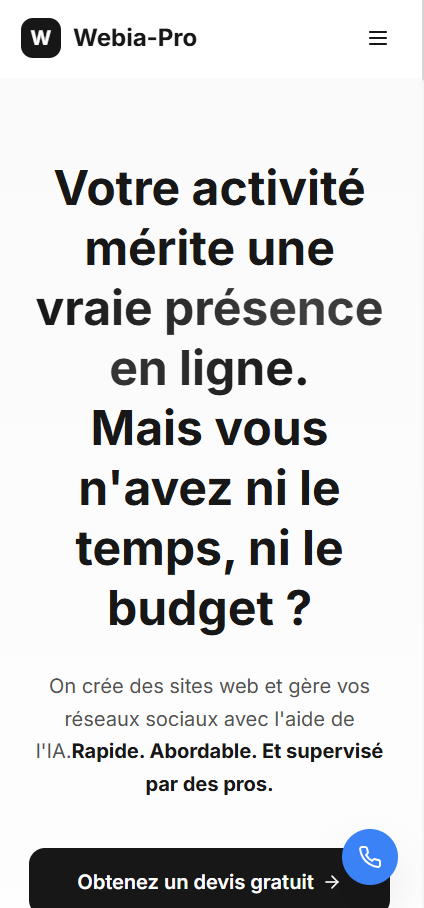 W Webia-Pro
Votre activité
mérite une
vraie présence
en ligne.
Mais vous
n'avez ni le
temps, ni le
budget ?
On crée des sites web et gère vos
réseaux sociaux avec l'aide de
l'IA.Rapide. Abordable. Et supervisé
par des pros.
Obtenez un devis gratuit →